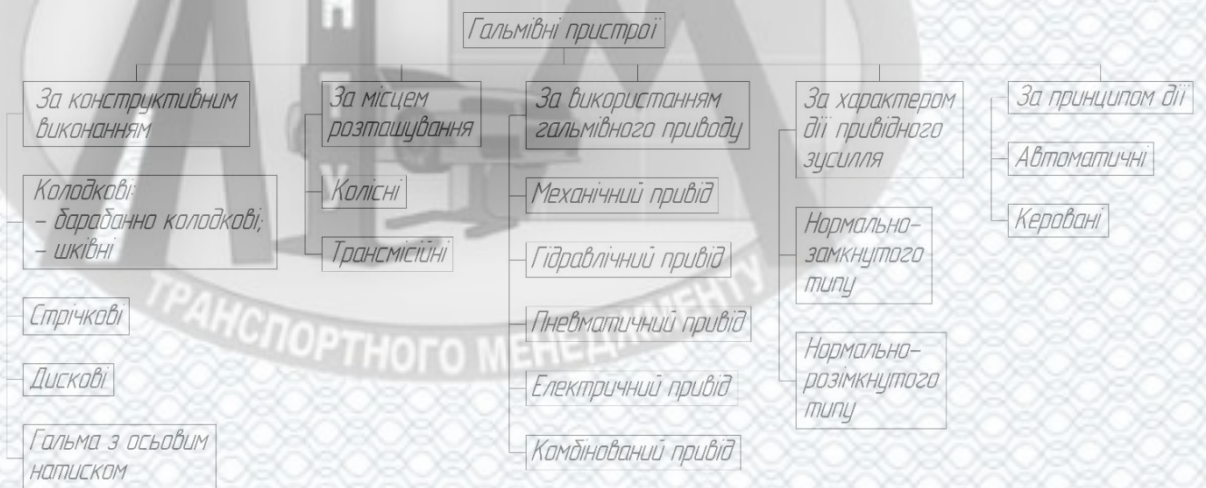 Гальмівні пристрої
За конструктивним
виконанням
Колодкові:
– барабанно колодкові;
– шківні
Стрічкові
Дискові
Гальма з осьовим
натиском
За місцем
розташування
Колісні
Трансмісійні
За використанням
гальмівного приводу
Механічний привід
Гідравлічний привід
Пневматичний привід
Електричний привід
Комбінований привід
За характером
дії привідного
зусилля
Нормально-
замкнутого
типу
Нормально-
розімкнутого
типу
За принципом дії
Автоматичні
Керовані
ТРАНСПОРТНОГО МЕНЕДЖМЕНТУ